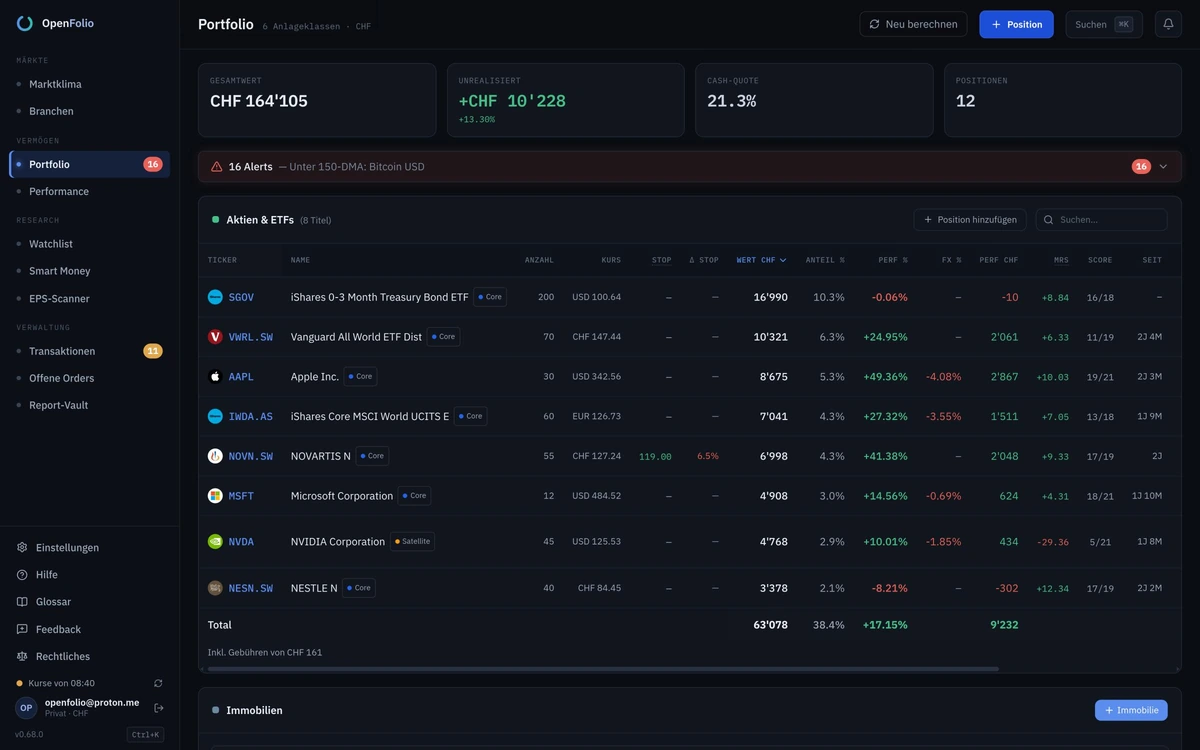 OpenFolio
MÄRKTE
Marktklima
Branchen
VERMÖGEN
Portfolio 16
Performance
RESEARCH
Watchlist
Smart Money
EPS-Scanner
VERWALTUNG
Transaktionen 11
Offene Orders
Report-Vault
Einstellungen
Hilfe
Glossar
Feedback
Rechtliches
Kurse von 08:40
OP openfolio@proton.me
Privat · CHF
v0.68.0 Ctrl+K
Portfolio 6 Anlageklassen · CHF
Neu berechnen + Position Suchen ⌘K
GESAMTWERT
CHF 164'105
UNREALISIERT
+CHF 10'228
+13.30%
CASH-QUOTE
21.3%
POSITIONEN
12
16 Alerts — Unter 150-DMA: Bitcoin USD 16
Aktien & ETFs (8 Titel) + Position hinzufügen Suchen...
TICKER NAME ANZAHL KURS STOP Δ STOP WERT CHF ANTEIL % PERF % FX % PERF CHF MRS SCORE SEIT
SGOV iShares 0-3 Month Treasury Bond ETF Core 200 USD 100.64 – — 16'990 10.3% -0.06% – -10 +8.84 16/18 –
VWRL.SW Vanguard All World ETF Dist Core 70 CHF 147.44 – — 10'321 6.3% +24.95% – 2'061 +6.33 11/19 2J 4M
AAPL Apple Inc. Core 30 USD 342.56 – — 8'675 5.3% +49.36% -4.08% 2'867 +10.03 19/21 2J 3M
IWDA.AS iShares Core MSCI World UCITS E Core 60 EUR 126.73 – — 7'041 4.3% +27.32% -3.55% 1'511 +7.05 13/18 1J 9M
NOVN.SW NOVARTIS N Core 55 CHF 127.24 119.00 6.5% 6'998 4.3% +41.38% – 2'048 +9.33 17/19 2J
MSFT Microsoft Corporation Core 12 USD 484.52 – — 4'908 3.0% +14.56% -0.69% 624 +4.31 18/21 1J 10M
NVDA NVIDIA Corporation Satellite 45 USD 125.53 – — 4'768 2.9% +10.01% -1.85% 434 -29.36 5/21 1J 8M
NESN.SW NESTLE N Core 40 CHF 84.45 – — 3'378 2.1% -8.21% – -302 +12.34 17/19 2J 2M
Total 63'078 38.4% +17.15% 9'232
Inkl. Gebühren von CHF 161
Immobilien + Immobilie